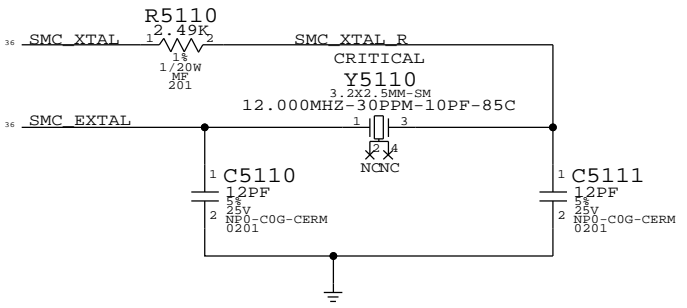 R5110
2.49K
36 SMC_XTAL 1 2 SMC_XTAL_R
1%
1/20W
MF
201
CRITICAL
Y5110
3.2X2.5MM-SM
12.000MHZ-30PPM-10PF-85C
36 SMC_EXTAL 1 3
2 4
NC NC
1 C5110
12PF
5%
25V
2 NP0-C0G-CERM
0201
1 C5111
12PF
5%
25V
2 NP0-C0G-CERM
0201